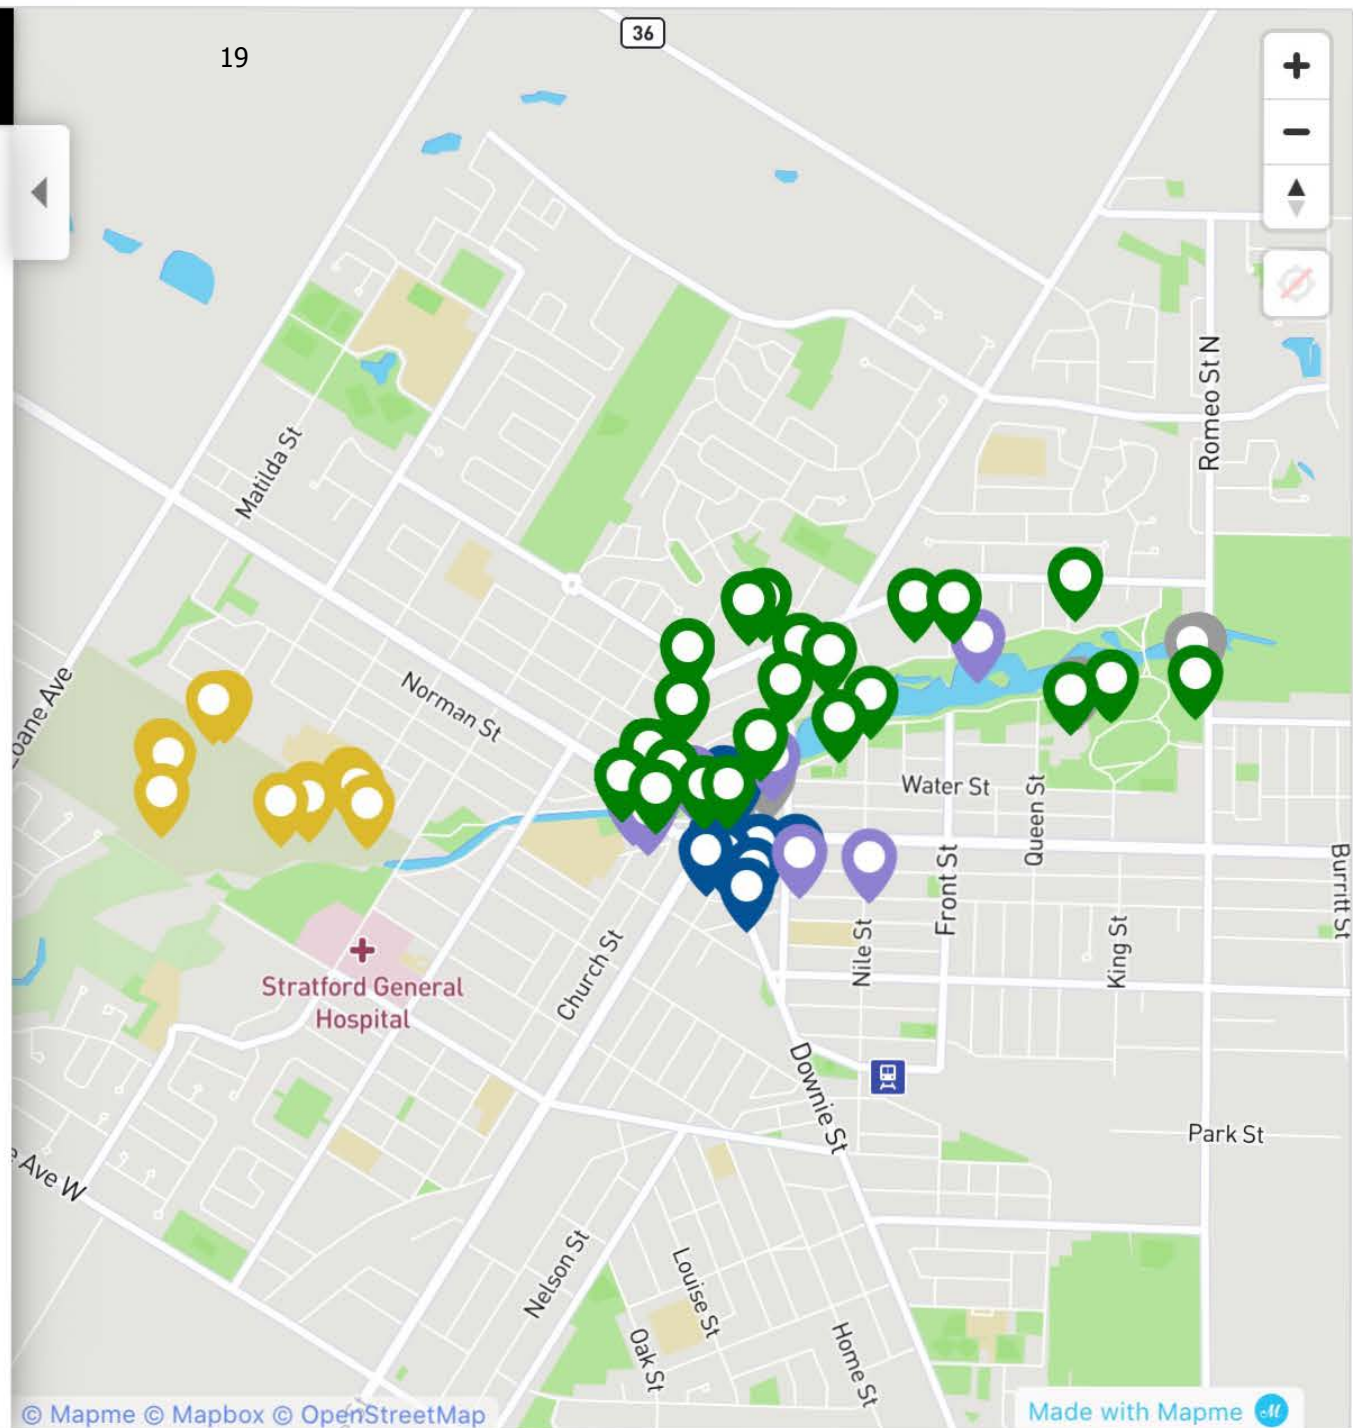 36
19
Romeo St N
Matilda St
Loane Ave
Norman St
Water St
Queen St
Front St
Burritt St
Nile St
King St
Church St
Stratford General
Hospital
Downie St
Park St
Ave W
Nelson St
Louise St
Oak St
Home St
© Mapme © Mapbox © OpenStreetMap
Made with Mapme